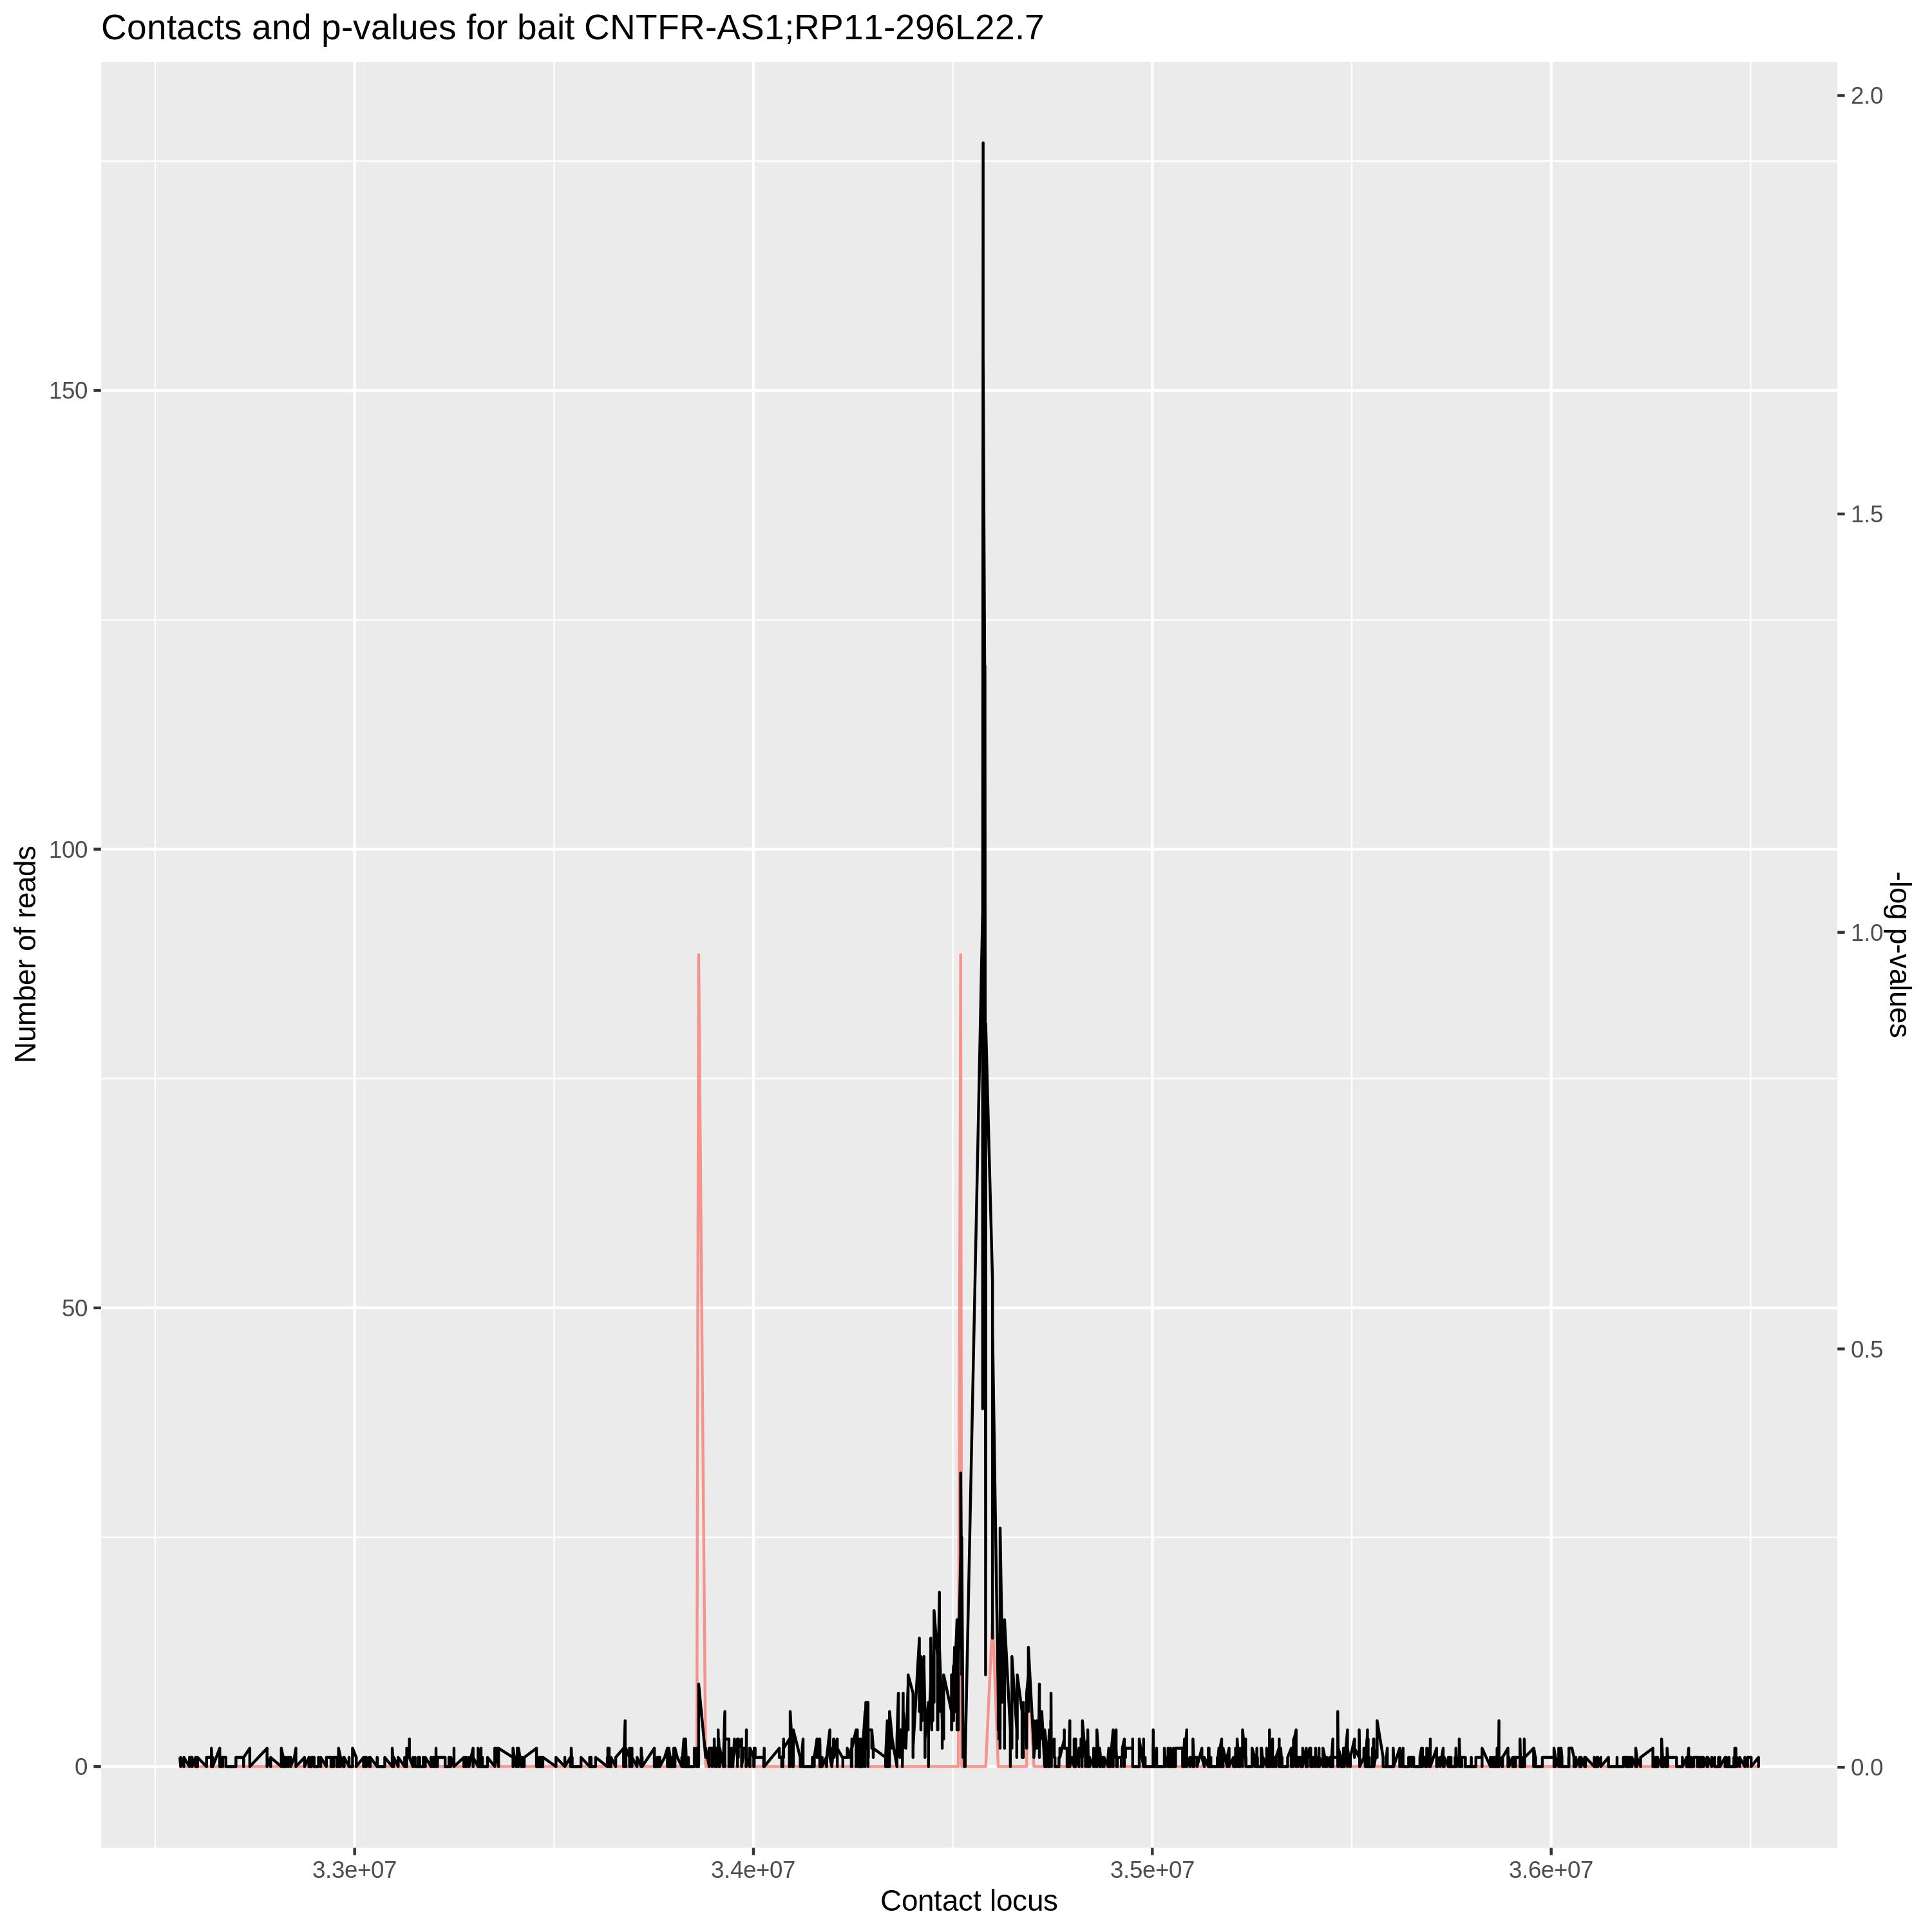 Contacts and p-values for bait CNTFR-AS1;RP11-296L22.7
2.0
1.5
1.0
0.5
0.0
150
100
50
0
Number of reads
-log p-values
3.3e+07
3.4e+07
3.5e+07
3.6e+07
Contact locus